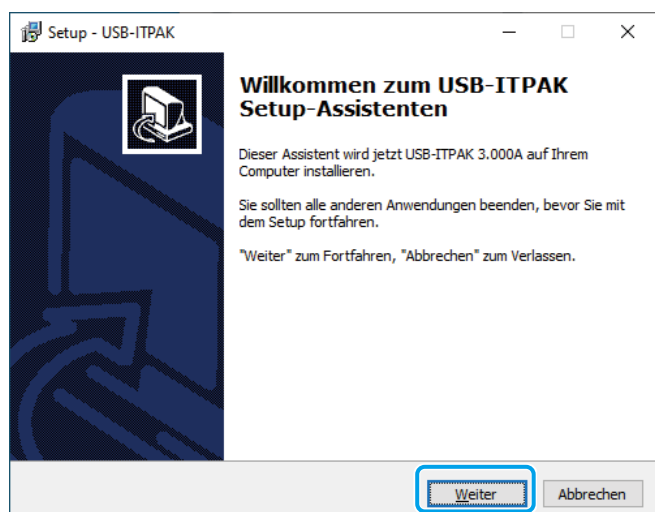 Setup - USB-ITPAK
Willkommen zum USB-ITPAK
Setup-Assistenten
Dieser Assistent wird jetzt USB-ITPAK 3.000A auf Ihrem
Computer installieren.
Sie sollten alle anderen Anwendungen beenden, bevor Sie mit
dem Setup fortfahren.
"Weiter" zum Fortfahren, "Abbrechen" zum Verlassen.
Weiter
Abbrechen